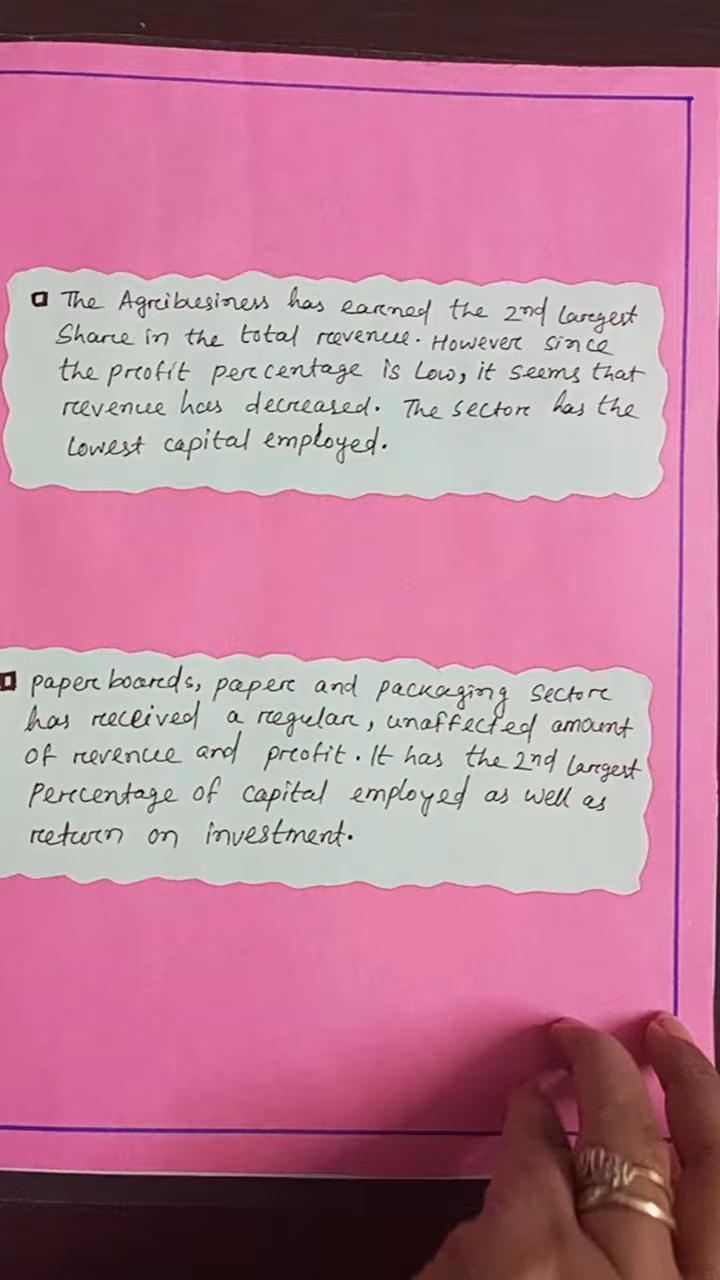 The Agribusiness has earned the 2nd largest
Share in the total revenue. However since
the profit percentage is Low, it seems that
revenue has decreased. The sector has the
Lowest capital employed.
paper boards, paper and packaging sector
has received a regular, unaffected amount
of revenue and profit. It has the 2nd largest
Percentage of capital employed as well as
return on investment.